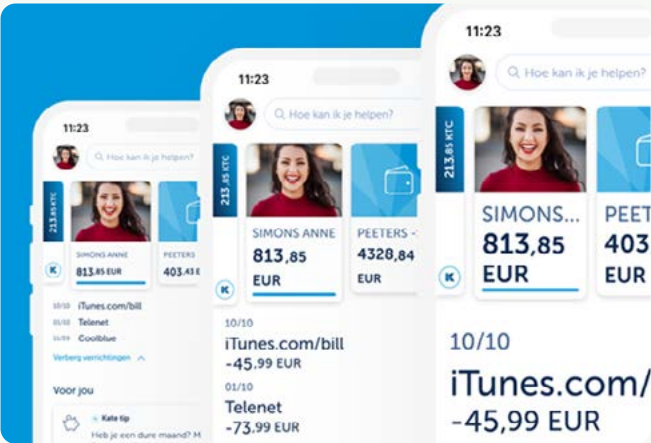 11:23
Hoe kan ik je helpen?
213,85 KTC
SIMONS ANNE
813,85 EUR
PEETERS
403,43 E
K
10/10 iTunes.com/bill
01/10 Telenet
Coolblue
Verberg verrichtingen
Voor jou
Kate tip
Heb je een dure maand? M
11:23
Hoe kan ik je helpen?
213,85 KTC
SIMONS ANNE
813,85
EUR
PEETERS -
4328,84
EUR
K
10/10
iTunes.com/bill
-45,99 EUR
01/10
Telenet
-73,99 EUR
11:23
Hoe kan ik je helpen?
213,85 KTC
SIMONS...
813,85
EUR
PEET
403
EUR
K
10/10
iTunes.com/
-45,99 EUR